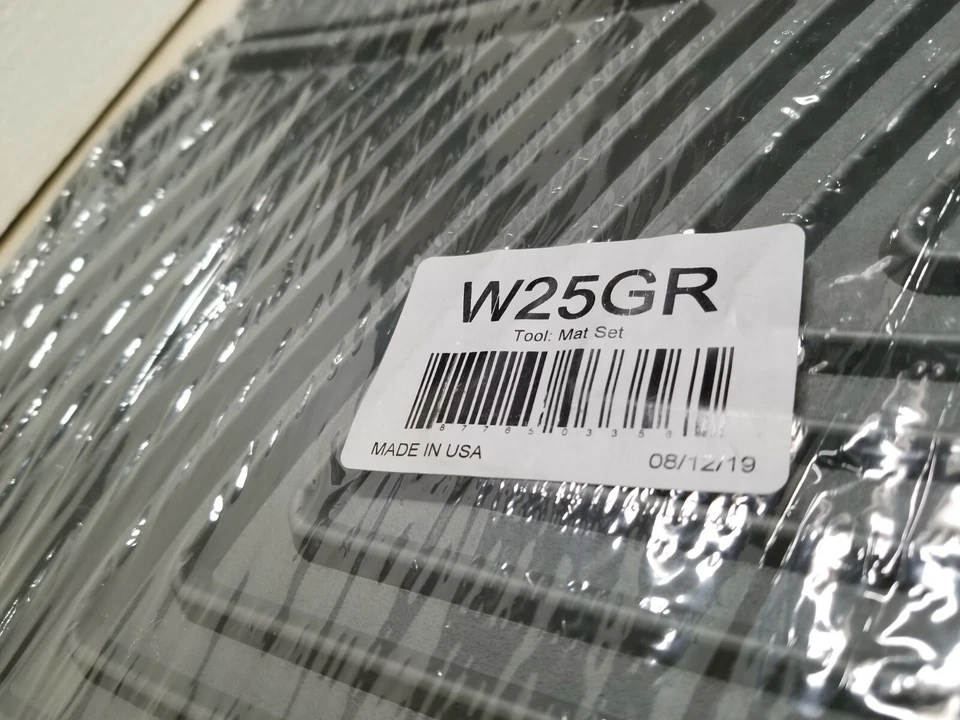 W25GR
Tool: Mat Set
MADE IN USA
08/12/19